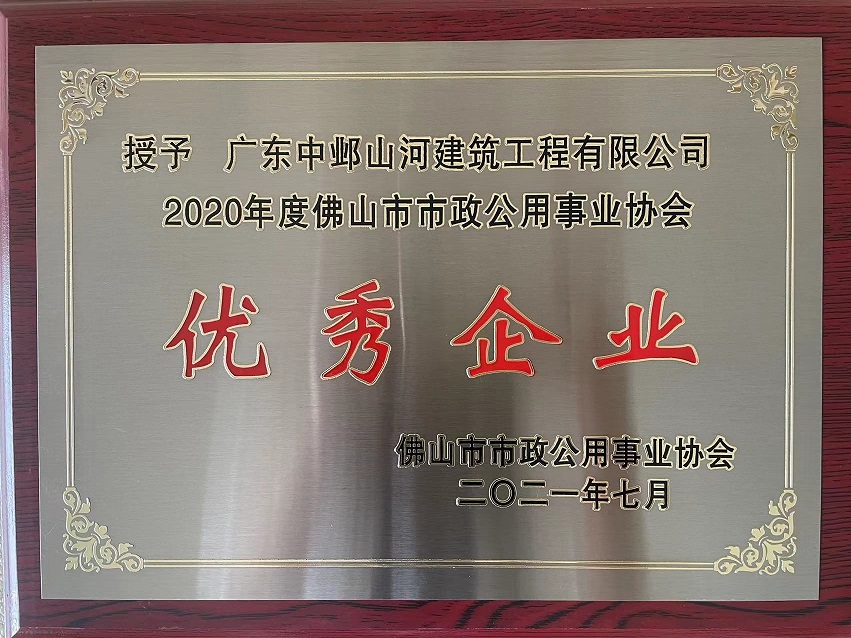 授予　广东中邺山河建筑工程有限公司
2020年度佛山市市政公用事业协会
优秀企业
佛山市市政公用事业协会
二〇二一年七月